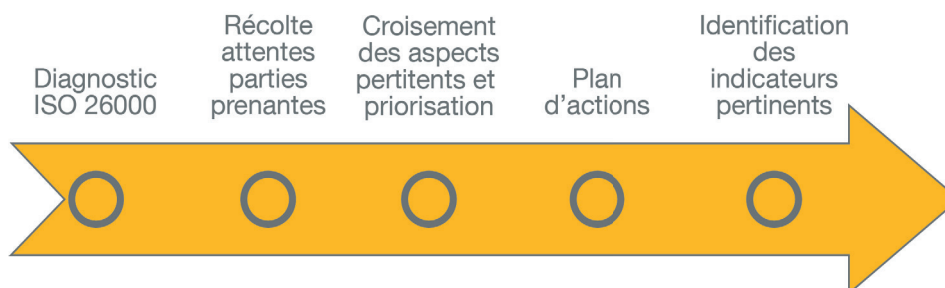 Diagnostic
ISO 26000
Récolte
attentes
parties
prenantes
Croisement
des aspects
pertitents et
priorisation
Plan
d'actions
Identification
des
indicateurs
pertinents